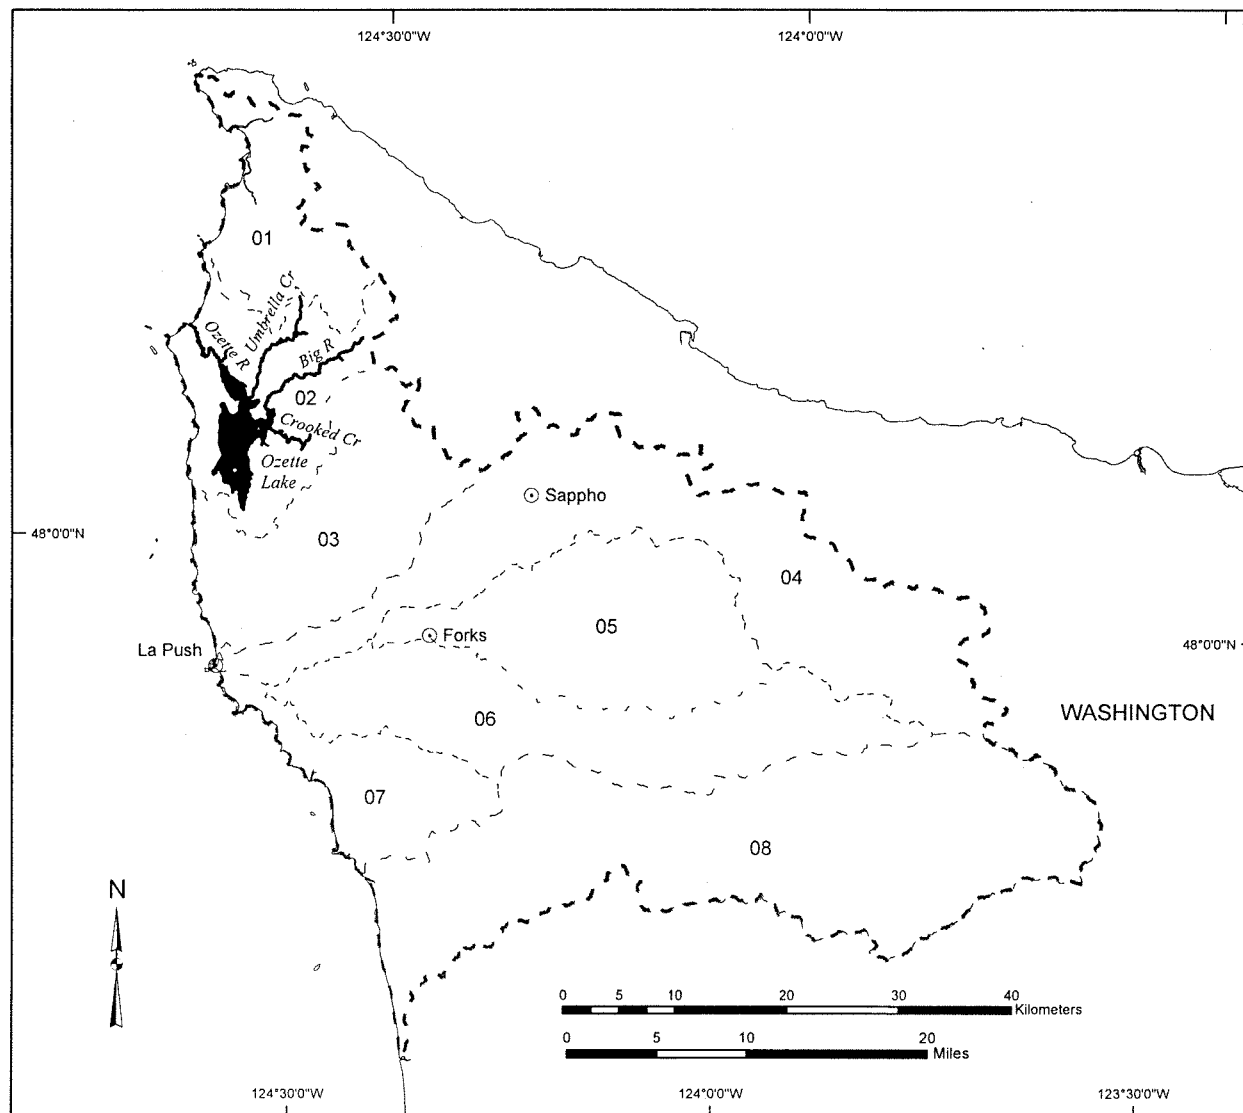 124°30'0"W
124°0'0"W
01
Umbrella Cr
Ozette R
Big R
02
Crooked Cr
Ozette
Lake
Sappho
48°0'0"N
03
04
05
Forks
48°0'0"N
La Push
06
WASHINGTON
07
08
N
0 5 10 20 30 40
Kilometers
0 5 10 20
Miles
124°30'0"W
124°0'0"W
123°30'0"W